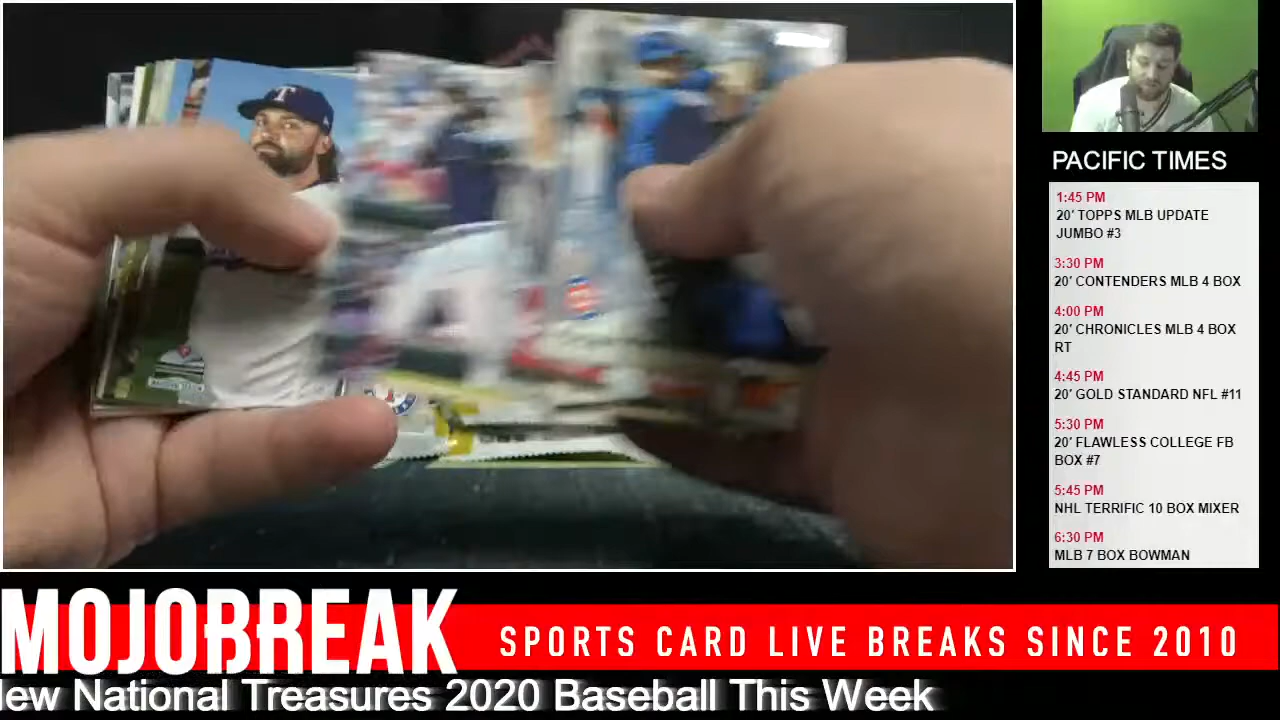 T
PACIFIC TIMES
1:45 PM
20' TOPPS MLB UPDATE
JUMBO #3
3:30 PM
20' CONTENDERS MLB 4 BOX
4:00 PM
20' CHRONICLES MLB 4 BOX
RT
4:45 PM
20' GOLD STANDARD NFL #11
5:30 PM
20' FLAWLESS COLLEGE FB
BOX #7
5:45 PM
NHL TERRIFIC 10 BOX MIXER
6:30 PM
MLB 7 BOX BOWMAN
MOJOBREAK
SPORTS CARD LIVE BREAKS SINCE 2010
National Treasures 2020 Baseball This Week